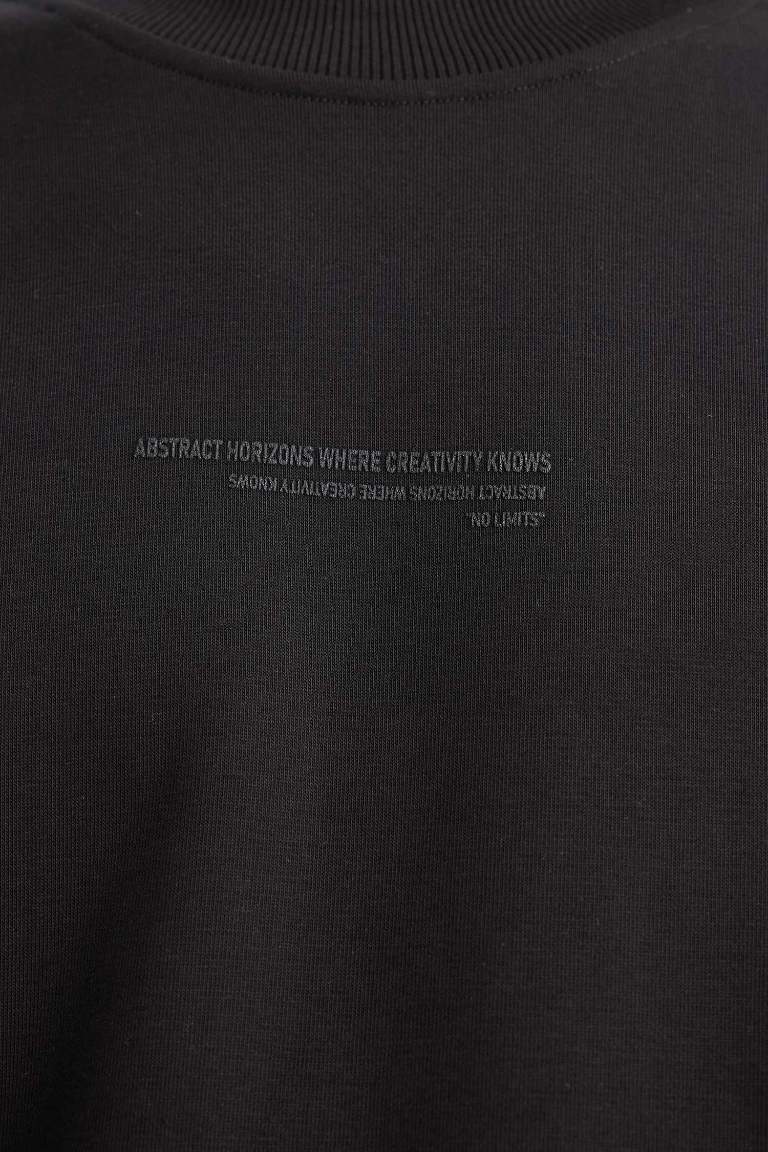 ABSTRACT HORIZONS WHERE CREATIVITY KNOWS
ABSTRACT HORIZONS WHERE CREATIVITY KNOWS
"NO LIMITS"